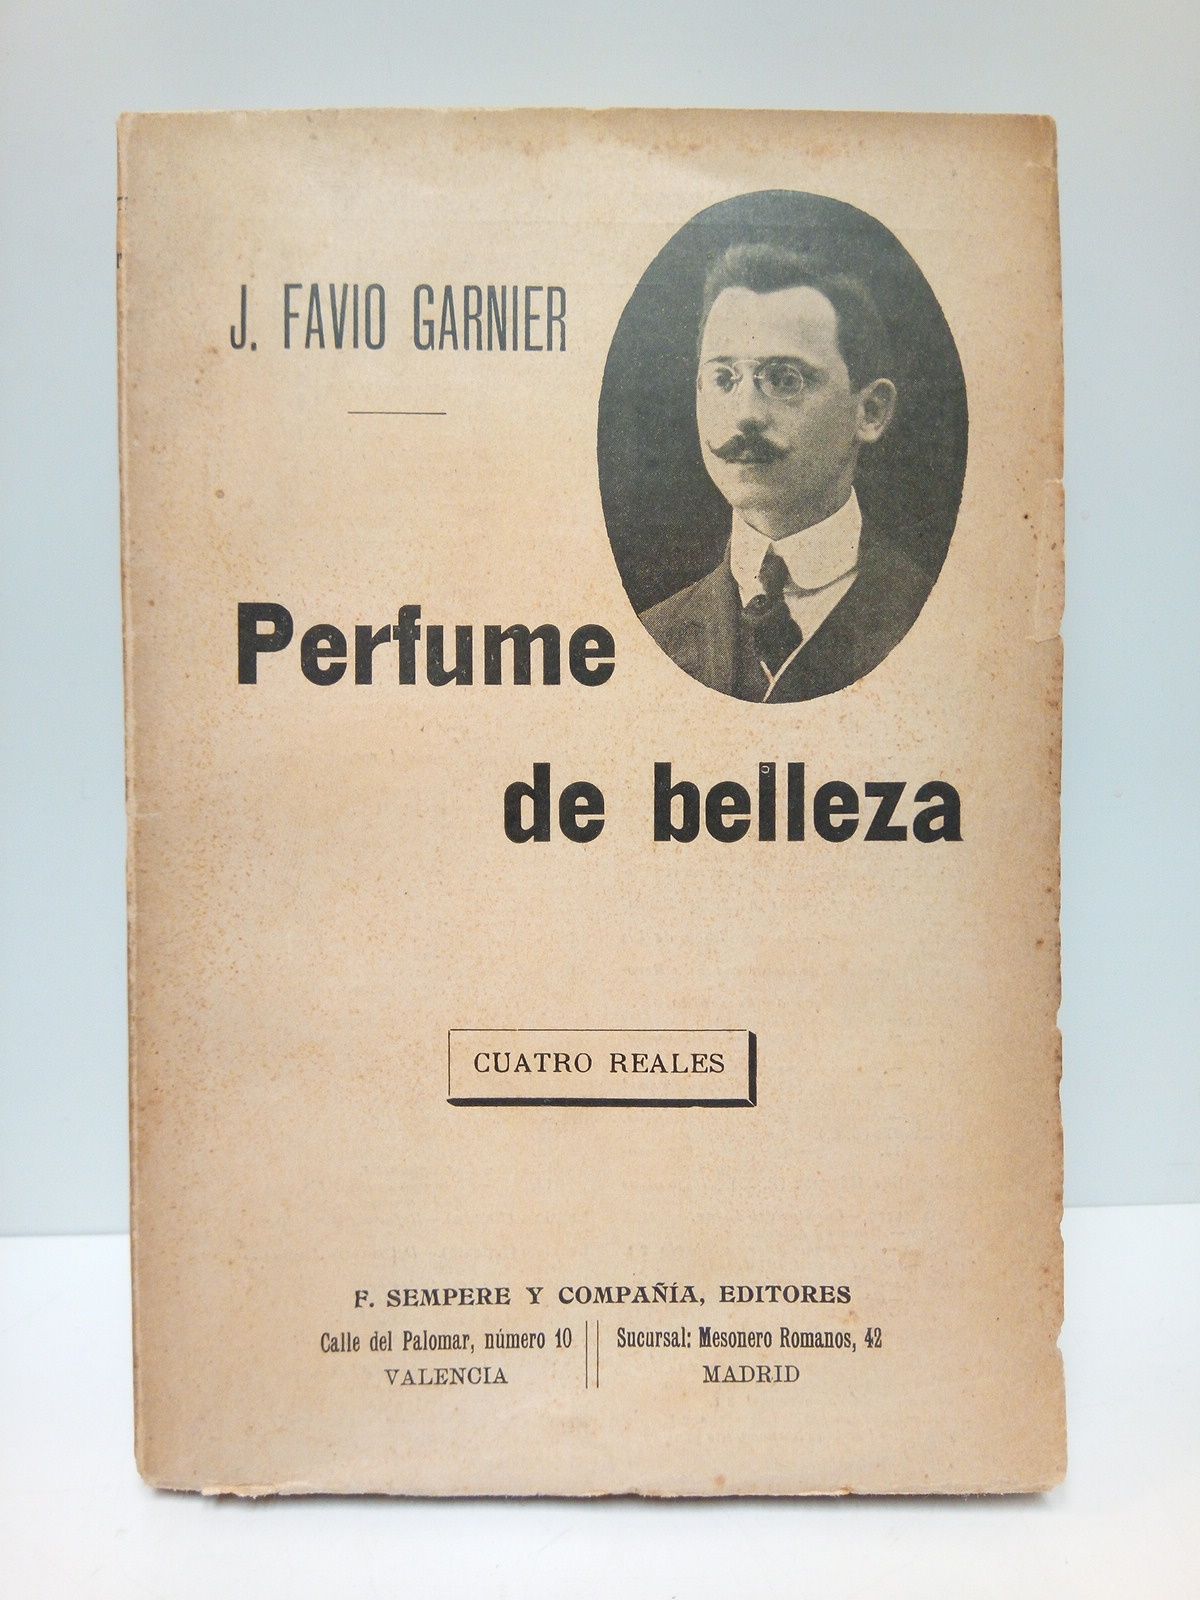 J. FAVIO GARNIER
Perfume
de belleza
CUATRO REALES
F. SEMPERE Y COMPAÑÍA, EDITORES
Calle del Palomar, número 10
VALENCIA
Sucursal: Mesonero Romanos, 42
MADRID